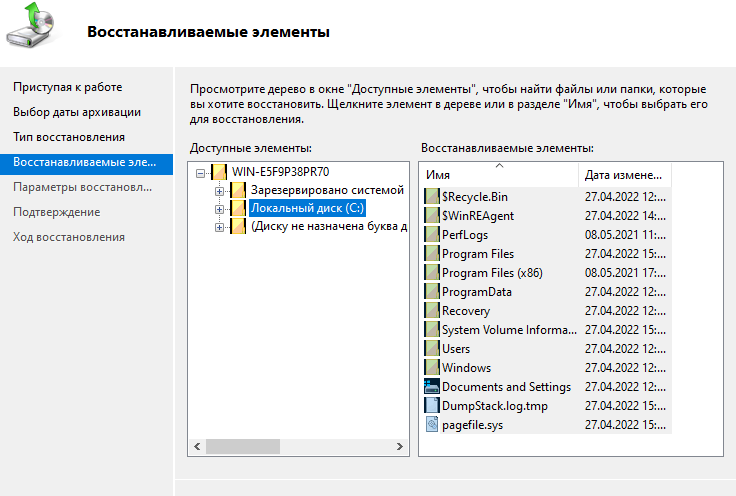 Восстанавливаемые элементы
Приступая к работе
Выбор даты архивации
Тип восстановления
Восстанавливаемые эле...
Параметры восстановл...
Подтверждение
Ход восстановления
Просмотрите дерево в окне "Доступные элементы", чтобы найти файлы или папки, которые
вы хотите восстановить. Щелкните элемент в дереве или в разделе "Имя", чтобы выбрать его
для восстановления.
Доступные элементы:
WIN-E5F9P38PR70
Зарезервировано системой
Локальный диск (C:)
(Диску не назначена буква д
Восстанавливаемые элементы:
Имя Дата измене...
$Recycle.Bin 27.04.2022 12:...
$WinREAgent 27.04.2022 14:...
PerfLogs 08.05.2021 11:...
Program Files 27.04.2022 15:...
Program Files (x86) 08.05.2021 17:...
ProgramData 27.04.2022 12:...
Recovery 27.04.2022 12:...
System Volume Informa... 27.04.2022 15:...
Users 27.04.2022 12:...
Windows 27.04.2022 12:...
Documents and Settings 27.04.2022 12:...
DumpStack.log.tmp 27.04.2022 15:...
pagefile.sys 27.04.2022 15:...